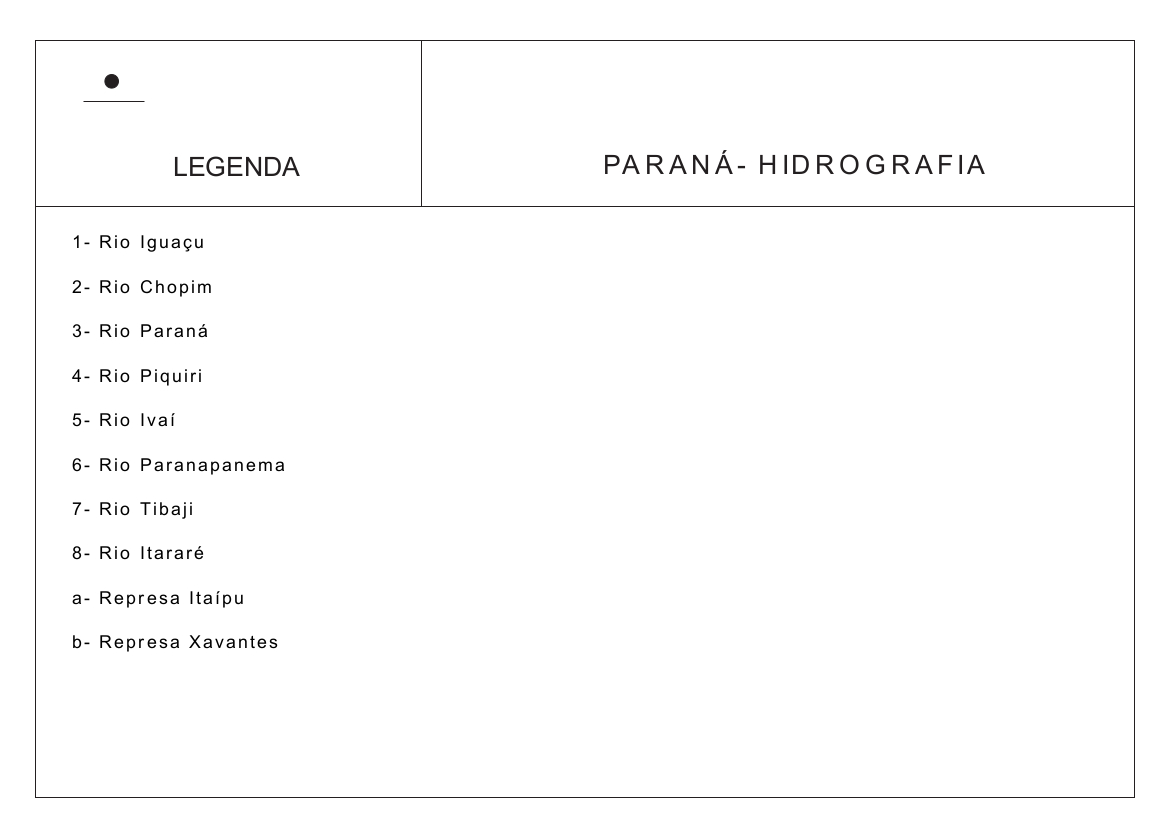 LEGENDA
PARANÁ- HIDROGRAFIA
1- Rio Iguaçu
2- Rio Chopim
3- Rio Paraná
4- Rio Piquiri
5- Rio Ivaí
6- Rio Paranapanema
7- Rio Tibaji
8- Rio Itararé
a- Represa Itaípu
b- Represa Xavantes